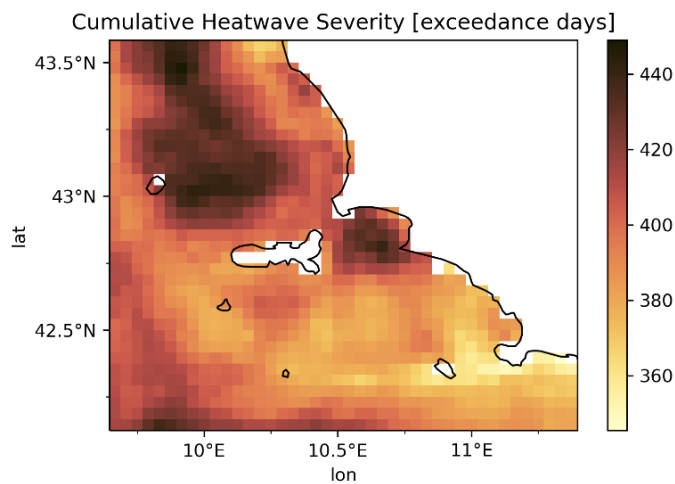 Cumulative Heatwave Severity [exceedance days]
43.5°N
43°N
42.5°N
lat
10°E
10.5°E
11°E
lon
440
420
400
380
360